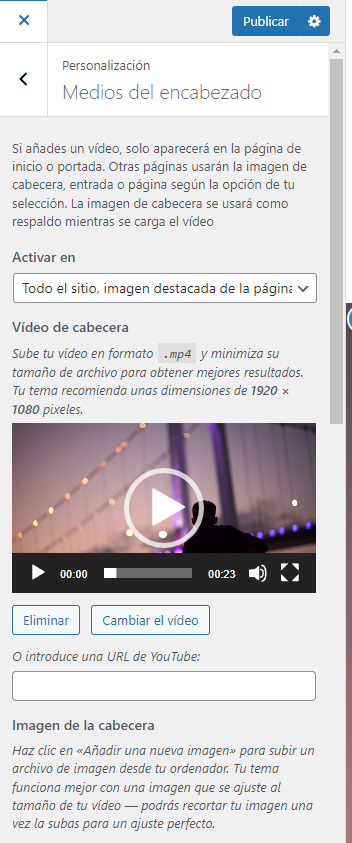 Publicar
Personalización
Medios del encabezado
Si añades un vídeo, solo aparecerá en la página de
inicio o portada. Otras páginas usarán la imagen de
cabecera, entrada o página según la opción de tu
selección. La imagen de cabecera se usará como
respaldo mientras se carga el vídeo
Activar en
Todo el sitio, imagen destacada de la página
Vídeo de cabecera
Sube tu vídeo en formato .mp4 y minimiza su
tamaño de archivo para obtener mejores resultados.
Tu tema recomienda unas dimensiones de 1920 ×
1080 pixeles.
00:00 00:23
Eliminar Cambiar el vídeo
O introduce una URL de YouTube:
Imagen de la cabecera
Haz clic en «Añadir una nueva imagen» para subir un
archivo de imagen desde tu ordenador. Tu tema
funciona mejor con una imagen que se ajuste al
tamaño de tu vídeo — podrás recortar tu imagen una
vez la subas para un ajuste perfecto.